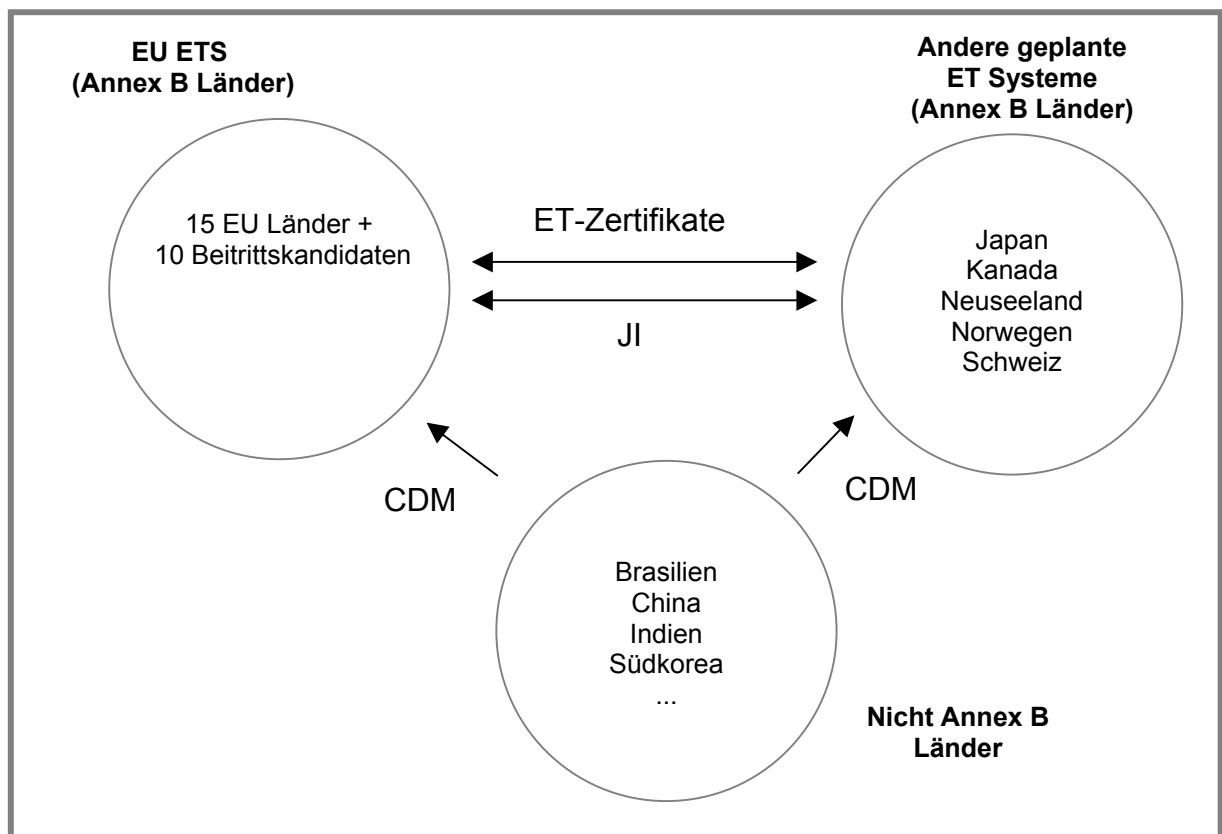 EU ETS
(Annex B Länder)
Andere geplante
ET Systeme
(Annex B Länder)
15 EU Länder +
10 Beitrittskandidaten
ET-Zertifikate
JI
Japan
Kanada
Neuseeland
Norwegen
Schweiz
CDM
CDM
Brasilien
China
Indien
Südkorea
...
Nicht Annex B
Länder